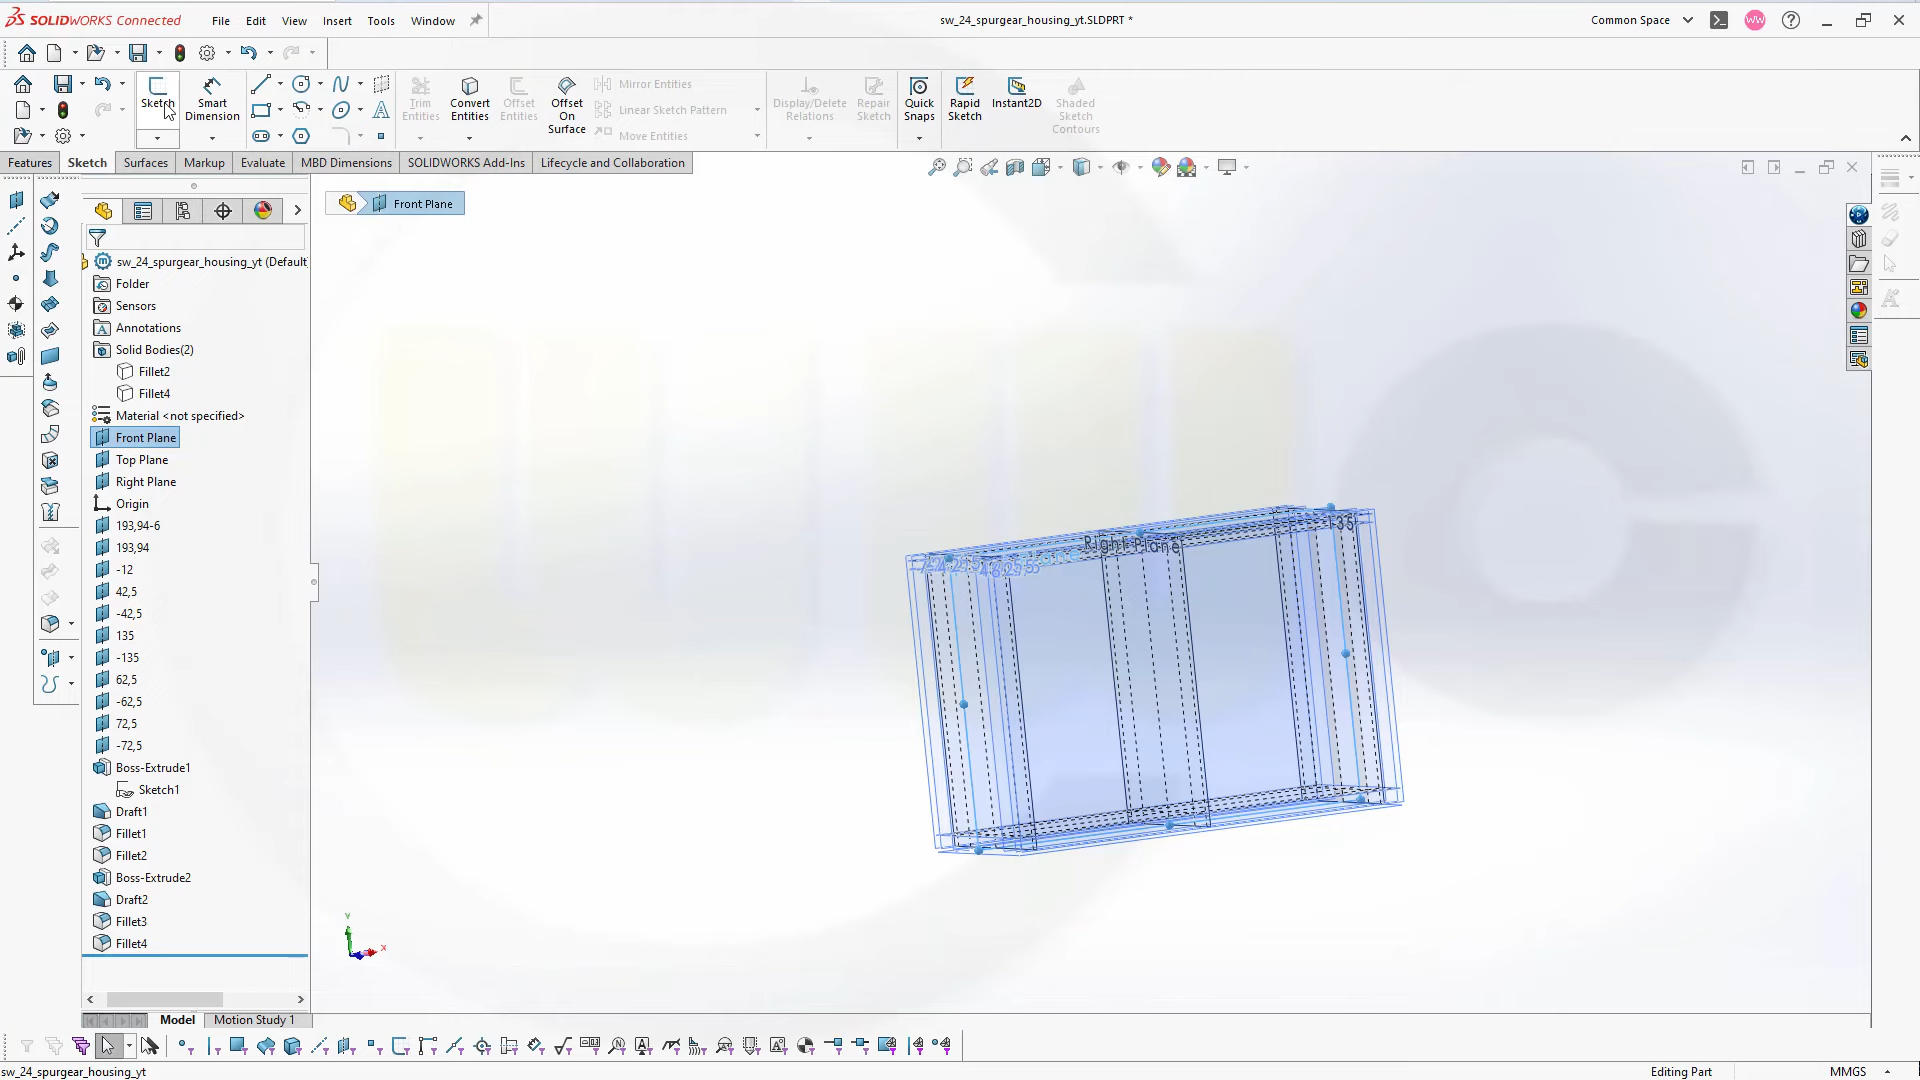 SOLIDWORKS Connected
File
Edit
View
Insert
Tools
Window
sw_24_spurgear_housing_yt.SLDPRT *
Common Space
WW
Sketch
Smart Dimension
Trim Entities
Convert Entities
Offset Entities
Offset On Surface
Mirror Entities
Linear Sketch Pattern
Move Entities
Display/Delete Relations
Repair Sketch
Quick Snaps
Rapid Sketch
Instant2D
Shaded Sketch Contours
Features
Sketch
Surfaces
Markup
Evaluate
MBD Dimensions
SOLIDWORKS Add-Ins
Lifecycle and Collaboration
Front Plane
sw_24_spurgear_housing_yt (Default
Folder
Sensors
Annotations
Solid Bodies(2)
Fillet2
Fillet4
Material <not specified>
Front Plane
Top Plane
Right Plane
Origin
193,94-6
193,94
-12
42,5
-42,5
135
-135
62,5
-62,5
72,5
-72,5
Boss-Extrude1
Sketch1
Draft1
Fillet1
Fillet2
Boss-Extrude2
Draft2
Fillet3
Fillet4
Right Plane
135
Y
X
Model
Motion Study 1
sw_24_spurgear_housing_yt
Editing Part
MMGS